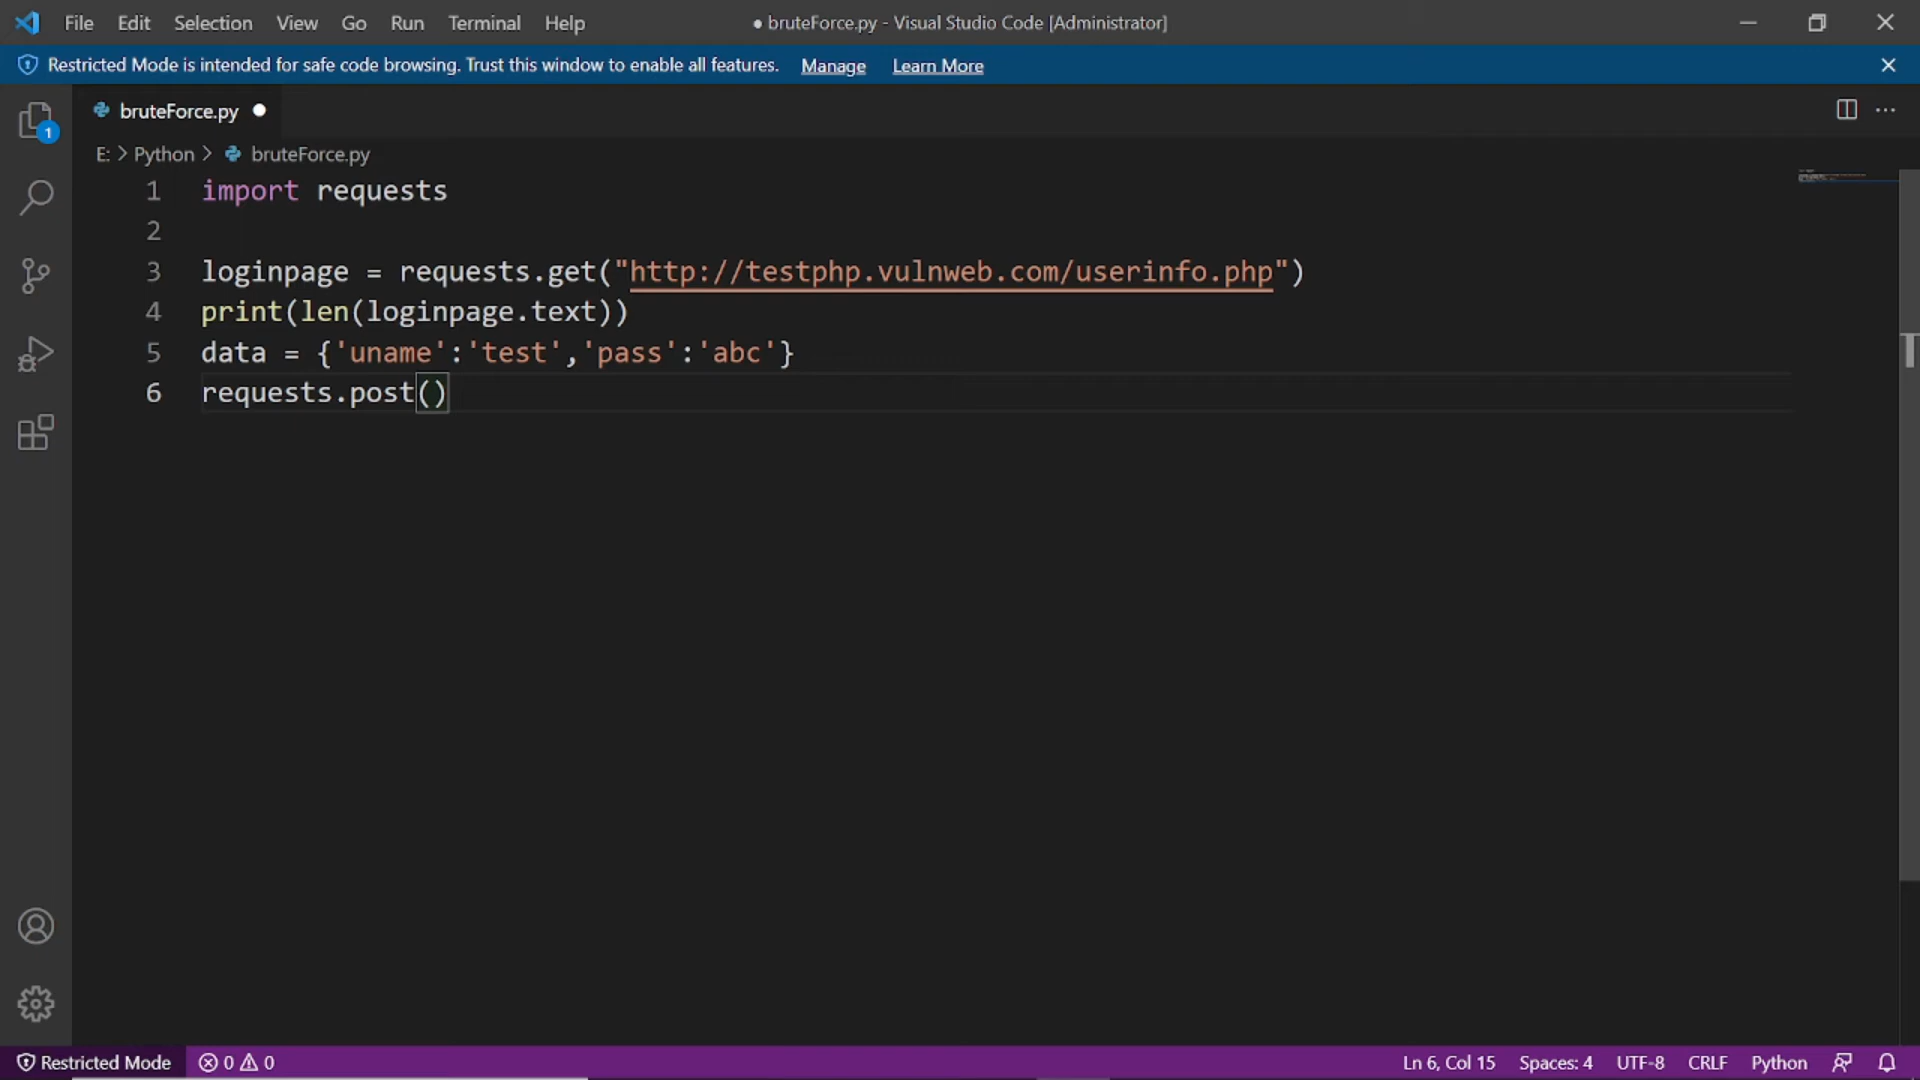 File Edit Selection View Go Run Terminal Help ● bruteForce.py - Visual Studio Code [Administrator]
Restricted Mode is intended for safe code browsing. Trust this window to enable all features. Manage Learn More
bruteForce.py
1
E: > Python > bruteForce.py
1 import requests
2
3 loginpage = requests.get("http://testphp.vulnweb.com/userinfo.php")
4 print(len(loginpage.text))
5 data = {'uname':'test','pass':'abc'}
6 requests.post()
Restricted Mode 0 0 Ln 6, Col 15 Spaces: 4 UTF-8 CRLF Python